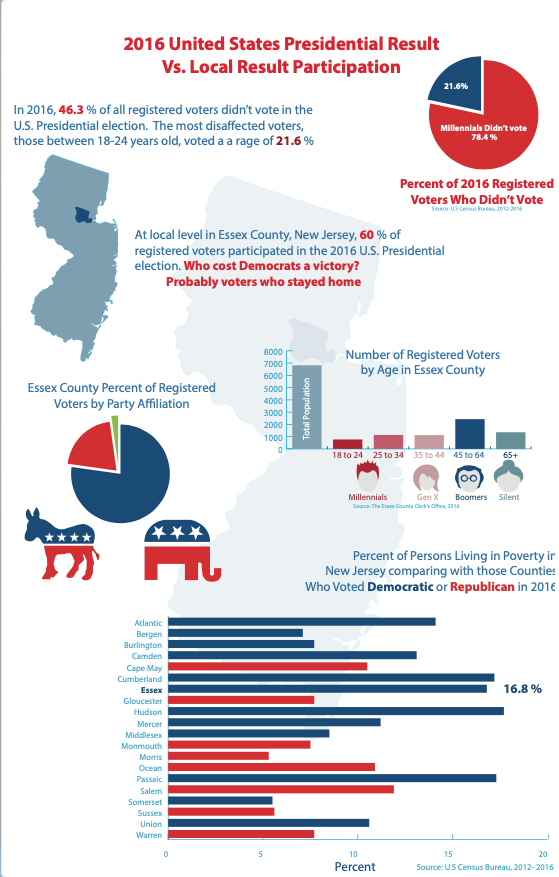 2016 United States Presidential Result
Vs. Local Result Participation
In 2016, 46.3 % of all registered voters didn't vote in the
U.S. Presidential election. The most disaffected voters,
those between 18-24 years old, voted a a rage of 21.6 %
21.6%
Millennials Didn't vote
78.4 %
Percent of 2016 Registered
Voters Who Didn't Vote
Source: U.S Census Bureau, 2012-2016
At local level in Essex County, New Jersey, 60 % of
registered voters participated in the 2016 U.S. Presidential
election. Who cost Democrats a victory?
Probably voters who stayed home
Number of Registered Voters
by Age in Essex County
8000
7000
6000
5000
4000
3000
2000
1000
0
Total Population
18 to 24
25 to 34
35 to 44
45 to 64
65+
Millennials
Gen X
Boomers
Silent
Source: The Essex County Clerk's Office, 2016
Essex County Percent of Registered
Voters by Party Affiliation
Percent of Persons Living in Poverty in
New Jersey comparing with those Counties
Who Voted Democratic or Republican in 2016
Atlantic
Bergen
Burlington
Camden
Cape May
Cumberland
Essex
16.8 %
Gloucester
Hudson
Mercer
Middlesex
Monmouth
Morris
Ocean
Passaic
Salem
Somerset
Sussex
Union
Warren
0
5
10
15
20
Percent
Source: U.S Census Bureau, 2012- 2016